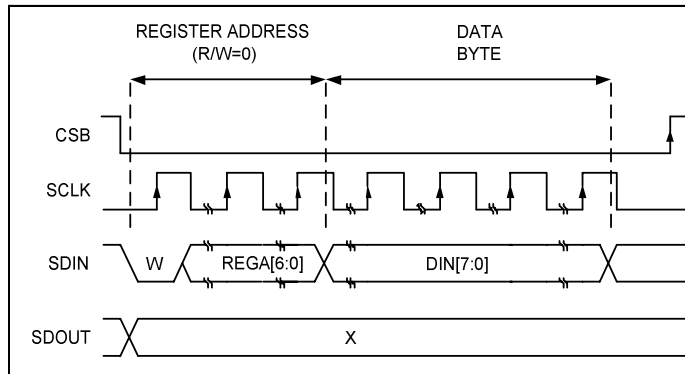 REGISTER ADDRESS
(R/W=0)
DATA
BYTE
CSB
SCLK
SDIN
W
REGA[6:0]
DIN[7:0]
SDOUT
X